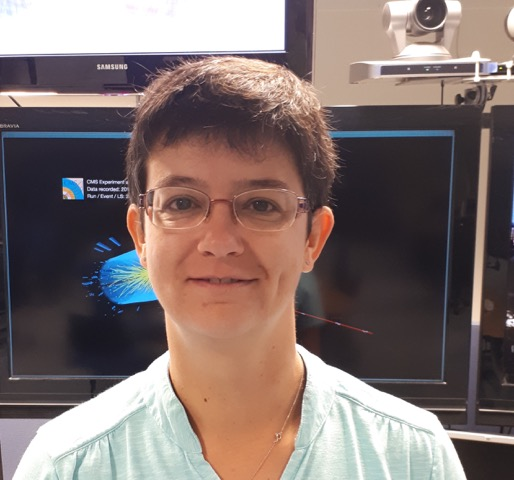 SAMSUNG
BRAVIA
CMS Experiment
Data recorded: 20
Run / Event / LS: